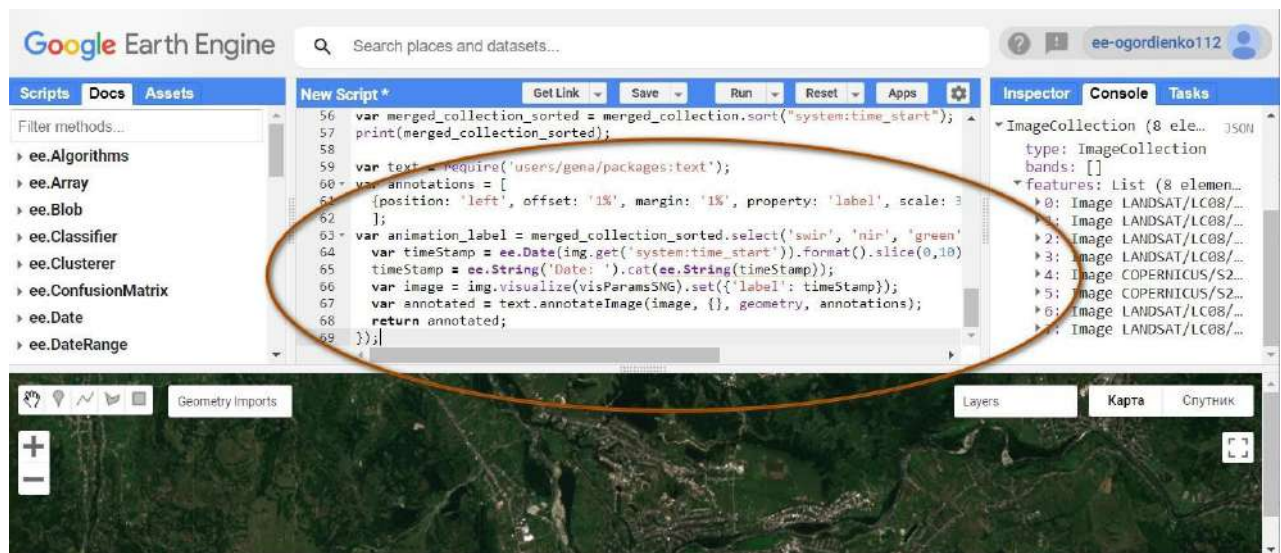 Google Earth Engine
Search places and datasets...
ee-ogordienko112
Scripts Docs Assets
Filter methods...
ee.Algorithms
ee.Array
ee.Blob
ee.Classifier
ee.Clusterer
ee.ConfusionMatrix
ee.Date
ee.DateRange
New Script *
Get Link Save Run Reset Apps
56 var merged_collection_sorted = merged_collection.sort("system:time_start");
57 print(merged_collection_sorted);
58
59 var text = require('users/gena/packages:text');
60 var annotations = [
61 {position: 'left', offset: '1%', margin: '1%', property: 'label', scale: 3
62 ];
63 var animation_label = merged_collection_sorted.select('swir', 'nir', 'green'
64 var timeStamp = ee.Date(img.get('system:time_start')).format().slice(0,10)
65 timeStamp = ee.String('Date: ').cat(ee.String(timeStamp));
66 var image = img.visualize(visParamsSNG).set({'label': timeStamp});
67 var annotated = text.annotateImage(image, {}, geometry, annotations);
68 return annotated;
69 });
Inspector Console Tasks
ImageCollection (8 ele... JSON
type: ImageCollection
bands: []
features: List (8 elemen...
0: Image LANDSAT/LC08/...
1: Image LANDSAT/LC08/...
2: Image LANDSAT/LC08/...
3: Image LANDSAT/LC08/...
4: Image COPERNICUS/S2...
5: Image COPERNICUS/S2...
6: Image LANDSAT/LC08/...
7: Image LANDSAT/LC08/...
Geometry Imports
Layers
Карта Спутник